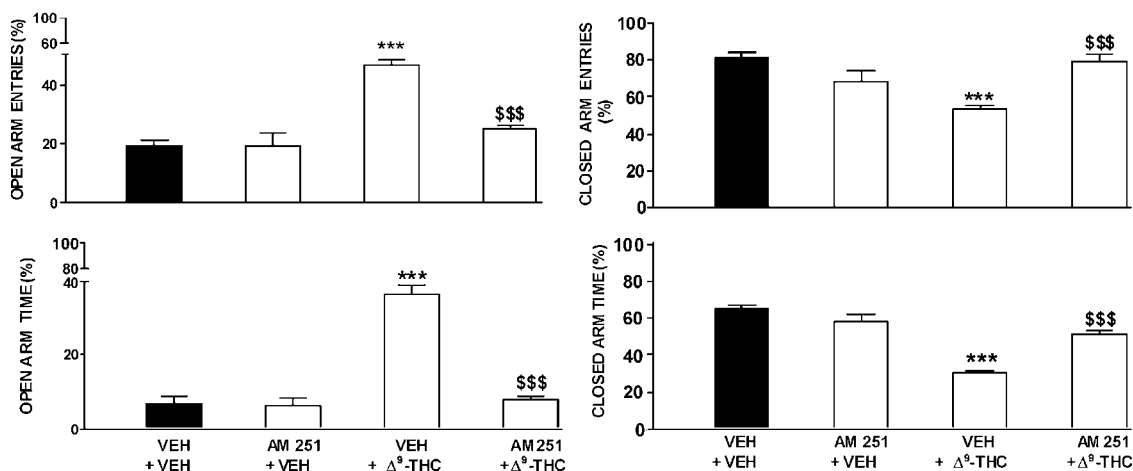 OPEN ARM ENTRIES (%)
100
80
60
40
20
0
***
$$$
CLOSED ARM ENTRIES
(%)
100
80
60
40
20
0
***
$$$
OPEN ARM TIME (%)
100
80
40
20
0
***
$$$
VEH
+ VEH
AM 251
+ VEH
VEH
+ Δ⁹-THC
AM 251
+ Δ⁹-THC
CLOSED ARM TIME (%)
100
80
60
40
20
0
***
$$$
VEH
+ VEH
AM 251
+ VEH
VEH
+ Δ⁹-THC
AM 251
+ Δ⁹-THC